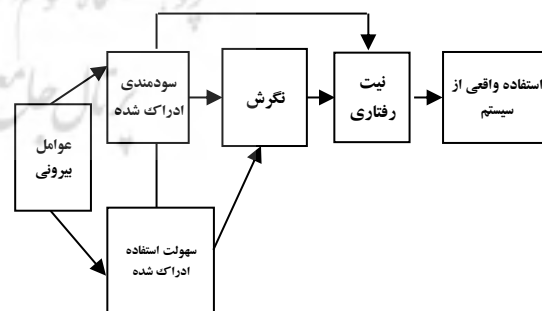 عوامل
بیرونی
سودمندی
ادراک شده
سهولت استفاده
ادراک شده
نگرش
نیت
رفتاری
استفاده واقعی از
سیستم